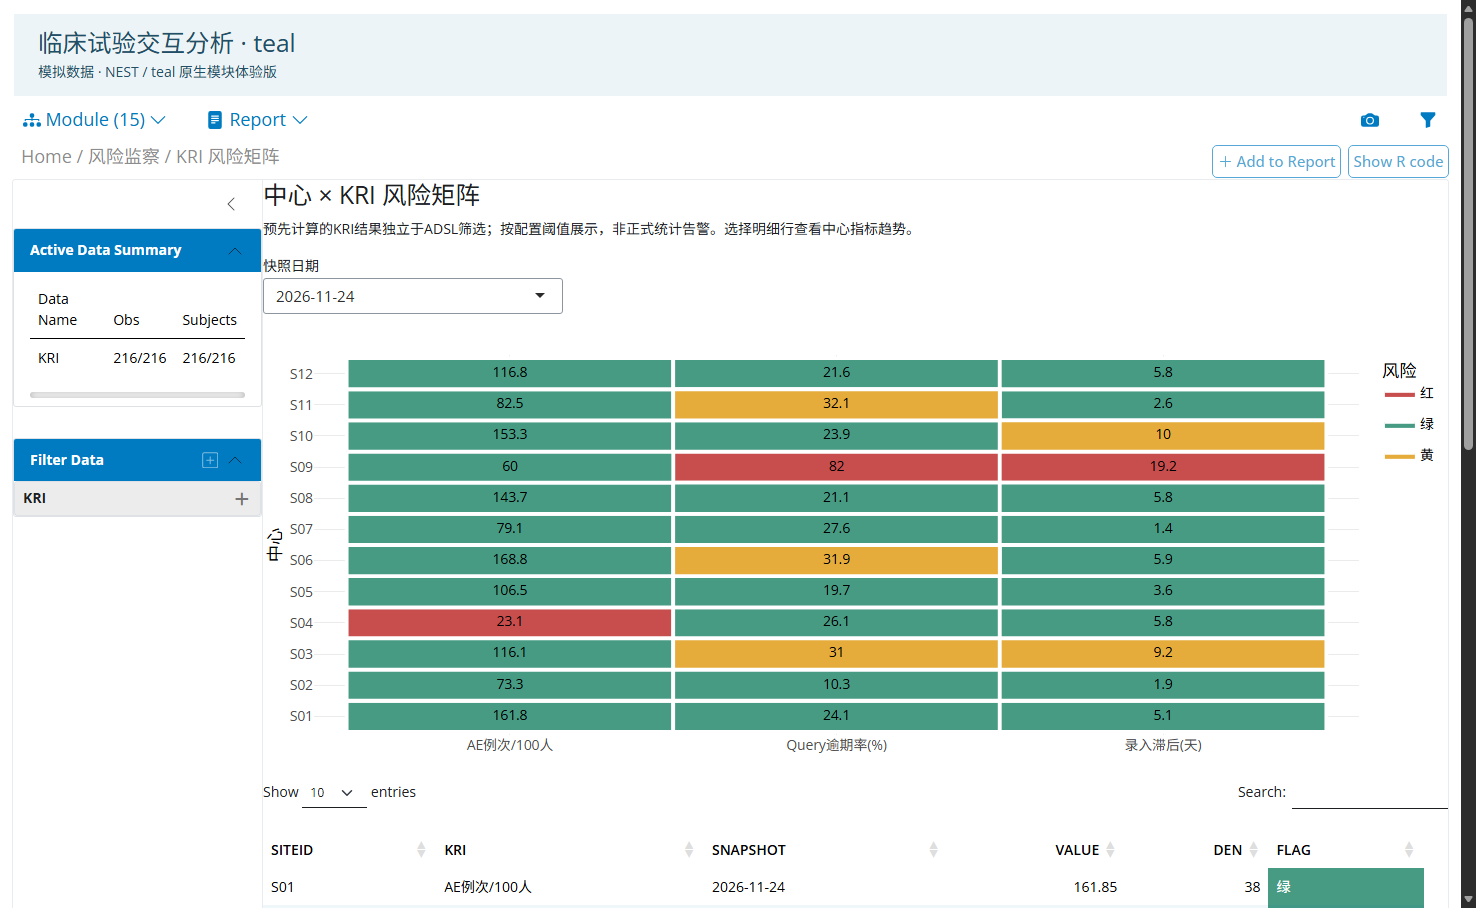 临床试验交互分析 · teal
模拟数据 · NEST / teal 原生模块体验版
Module (15)
Report
Home / 风险监察 / KRI 风险矩阵
+ Add to Report
Show R code
中心 × KRI 风险矩阵
预先计算的KRI结果独立于ADSL筛选；按配置阈值展示，非正式统计告警。选择明细行查看中心指标趋势。
快照日期
2026-11-24
Active Data Summary
Data Name Obs Subjects
KRI 216/216 216/216
Filter Data
KRI
中心
S12 116.8 21.6 5.8
S11 82.5 32.1 2.6
S10 153.3 23.9 10
S09 60 82 19.2
S08 143.7 21.1 5.8
S07 79.1 27.6 1.4
S06 168.8 31.9 5.9
S05 106.5 19.7 3.6
S04 23.1 26.1 5.8
S03 116.1 31 9.2
S02 73.3 10.3 1.9
S01 161.8 24.1 5.1
AE例次/100人 Query逾期率(%) 录入滞后(天)
风险
红
绿
黄
Show 10 entries
Search:
SITEID KRI SNAPSHOT VALUE DEN FLAG
S01 AE例次/100人 2026-11-24 161.85 38 绿